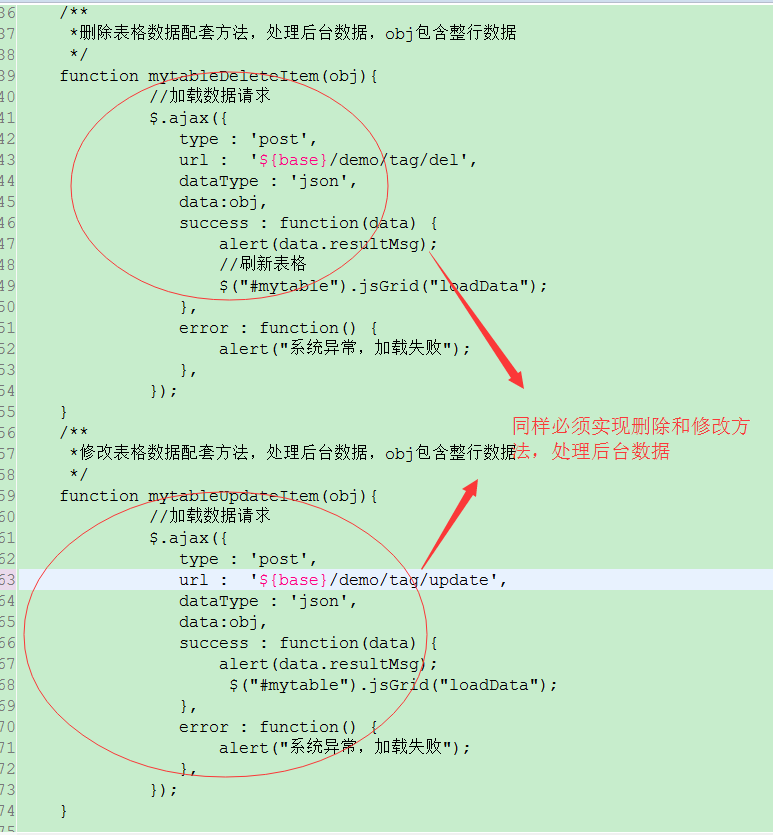 36 /**
37 *删除表格数据配套方法，处理后台数据，obj包含整行数据
38 */
39 function mytableDeleteItem(obj){
40 //加载数据请求
41 $.ajax({
42 type : 'post',
43 url :  '${base}/demo/tag/del',
44 dataType : 'json',
45 data:obj,
46 success : function(data) {
47 alert(data.resultMsg);
48 //刷新表格
49 $("#mytable").jsGrid("loadData");
50 },
51 error : function() {
52 alert("系统异常，加载失败");
53 },
54 });
55 }
56 /**
57 *修改表格数据配套方法，处理后台数据，obj包含整行数据
58 */
59 function mytableUpdateItem(obj){
60 //加载数据请求
61 $.ajax({
62 type : 'post',
63 url :  '${base}/demo/tag/update',
64 dataType : 'json',
65 data:obj,
66 success : function(data) {
67 alert(data.resultMsg);
68 $("#mytable").jsGrid("loadData");
69 },
70 error : function() {
71 alert("系统异常，加载失败");
72 },
73 });
74 }
75
同样必须实现删除和修改方
法，处理后台数据